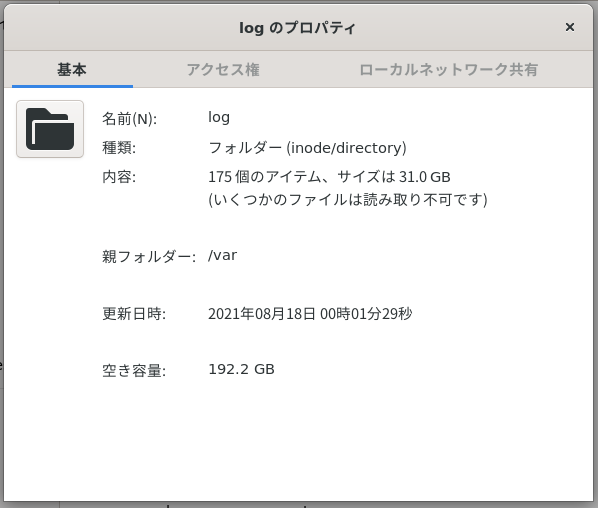 log のプロパティ
基本 アクセス権 ローカルネットワーク共有
名前(N): log
種類: フォルダー (inode/directory)
内容: 175 個のアイテム、サイズは 31.0 GB
(いくつかのファイルは読み取り不可です)
親フォルダー: /var
更新日時: 2021年08月18日 00時01分29秒
空き容量: 192.2 GB